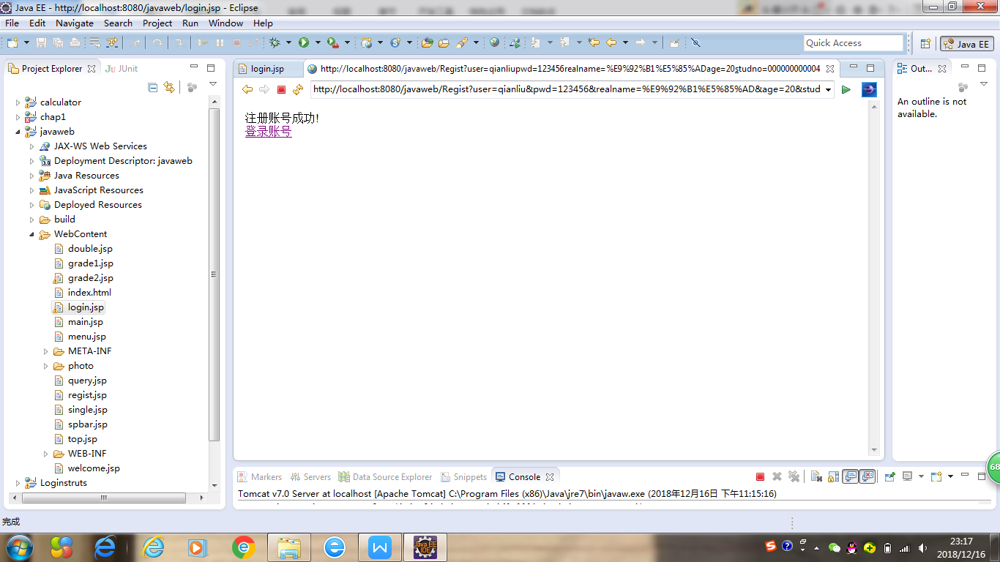 Java EE - http://localhost:8080/javaweb/login.jsp - Eclipse
File Edit Navigate Search Project Run Window Help
Quick Access
Java EE
Project Explorer
JUnit
calculator
chap1
javaweb
JAX-WS Web Services
3.0
Deployment Descriptor: javaweb
Java Resources
JavaScript Resources
Deployed Resources
build
WebContent
double.jsp
grade1.jsp
grade2.jsp
index.html
login.jsp
main.jsp
menu.jsp
META-INF
photo
query.jsp
regist.jsp
single.jsp
spbar.jsp
top.jsp
WEB-INF
welcome.jsp
Loginstruts
login.jsp
http://localhost:8080/javaweb/Regist?user=qianliupwd=123456realname=%E9%92%B1%E5%85%ADage=20studno=000000000004
http://localhost:8080/javaweb/Regist?user=qianliu&pwd=123456&realname=%E9%92%B1%E5%85%AD&age=20&stud
注册账号成功!
登录账号
Out...
An outline is not
available.
68
Markers Servers Data Source Explorer Snippets Console
Tomcat v7.0 Server at localhost [Apache Tomcat] C:\Program Files (x86)\Java\jre7\bin\javaw.exe (2018年12月16日 下午11:15:16)
完成
Java EE
IDE
23:17
2018/12/16